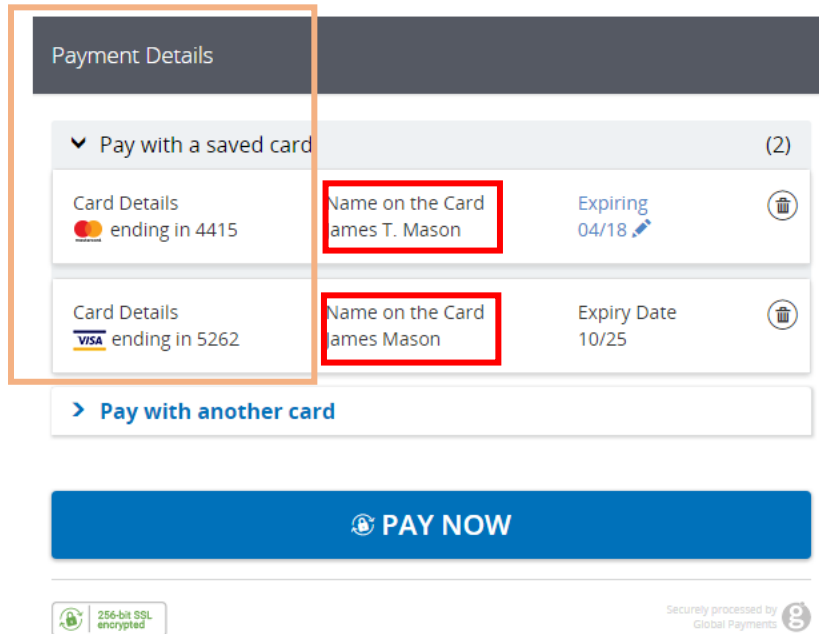 Payment Details
Pay with a saved card (2)
Card Details Name on the Card Expiring
mastercard ending in 4415 James T. Mason 04/18
Card Details Name on the Card Expiry Date
VISA ending in 5262 James Mason 10/25
Pay with another card
PAY NOW
256-bit SSL
encrypted
Securely processed by
Global Payments
g